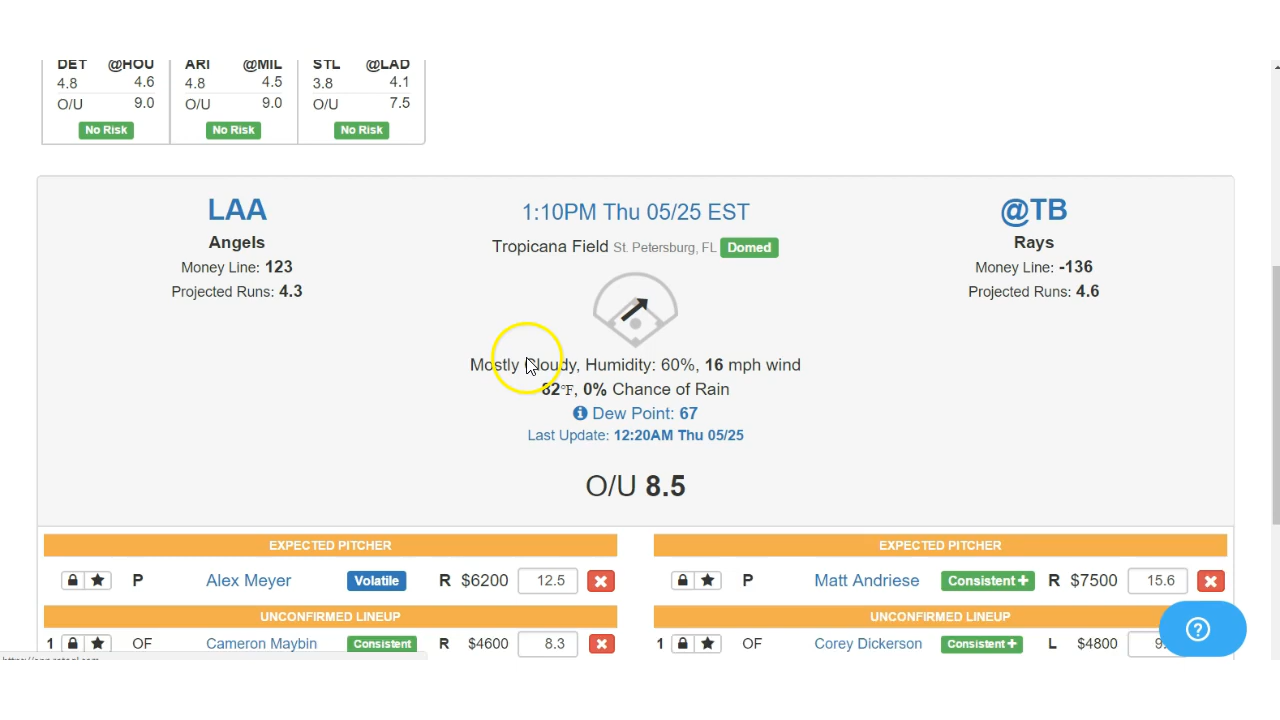 DET @HOU ARI @MIL STL @LAD
4.8 4.6 4.8 4.5 3.8 4.1
O/U 9.0 O/U 9.0 O/U 7.5
No Risk No Risk No Risk
LAA 1:10PM Thu 05/25 EST @TB
Angels Tropicana Field St. Petersburg, FL Domed Rays
Money Line: 123 Money Line: -136
Projected Runs: 4.3 Projected Runs: 4.6
Mostly Cloudy, Humidity: 60%, 16 mph wind
82°F, 0% Chance of Rain
Dew Point: 67
Last Update: 12:20AM Thu 05/25
O/U 8.5
EXPECTED PITCHER EXPECTED PITCHER
P Alex Meyer Volatile R $6200 12.5 P Matt Andriese Consistent+ R $7500 15.6
UNCONFIRMED LINEUP UNCONFIRMED LINEUP
1 OF Cameron Maybin Consistent R $4600 8.3 1 OF Corey Dickerson Consistent+ L $4800